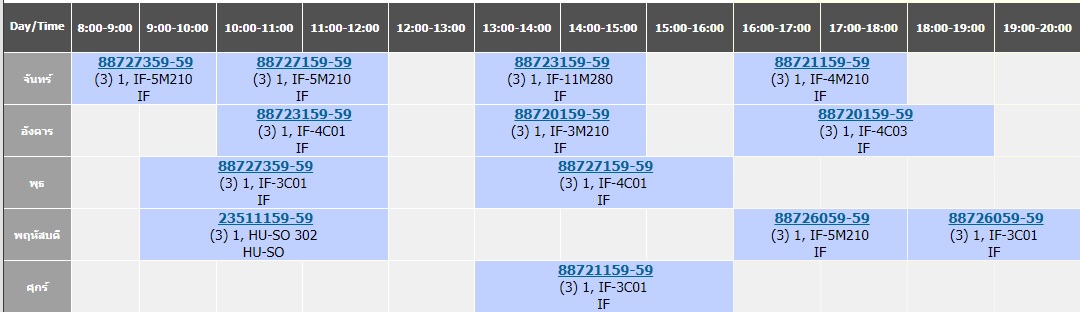 Day/Time 8:00-9:00 9:00-10:00 10:00-11:00 11:00-12:00 12:00-13:00 13:00-14:00 14:00-15:00 15:00-16:00 16:00-17:00 17:00-18:00 18:00-19:00 19:00-20:00
จันทร์
88727359-59
(3) 1, IF-5M210
IF
88727159-59
(3) 1, IF-5M210
IF
88723159-59
(3) 1, IF-11M280
IF
88721159-59
(3) 1, IF-4M210
IF
อังคาร
88723159-59
(3) 1, IF-4C01
IF
88720159-59
(3) 1, IF-3M210
IF
88720159-59
(3) 1, IF-4C03
IF
พุธ
88727359-59
(3) 1, IF-3C01
IF
88727159-59
(3) 1, IF-4C01
IF
พฤหัสบดี
23511159-59
(3) 1, HU-SO 302
HU-SO
88726059-59
(3) 1, IF-5M210
IF
88726059-59
(3) 1, IF-3C01
IF
ศุกร์
88721159-59
(3) 1, IF-3C01
IF